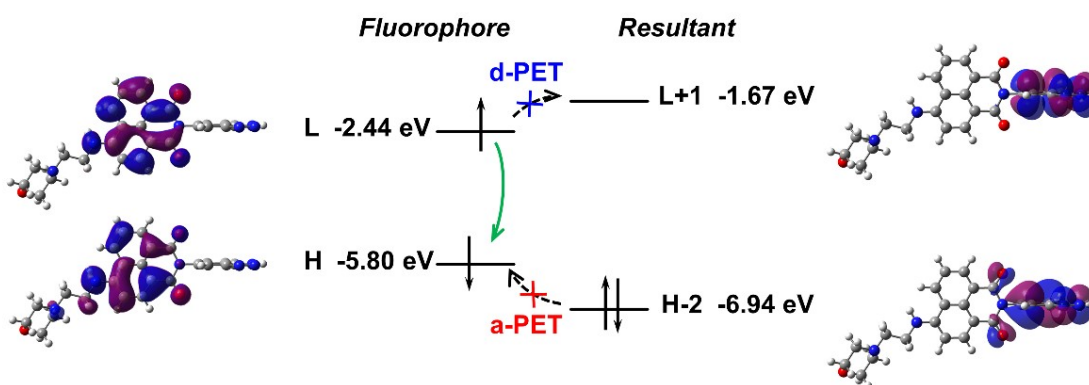 Fluorophore Resultant
d-PET
L -2.44 eV
L+1 -1.67 eV
H -5.80 eV
a-PET
H-2 -6.94 eV